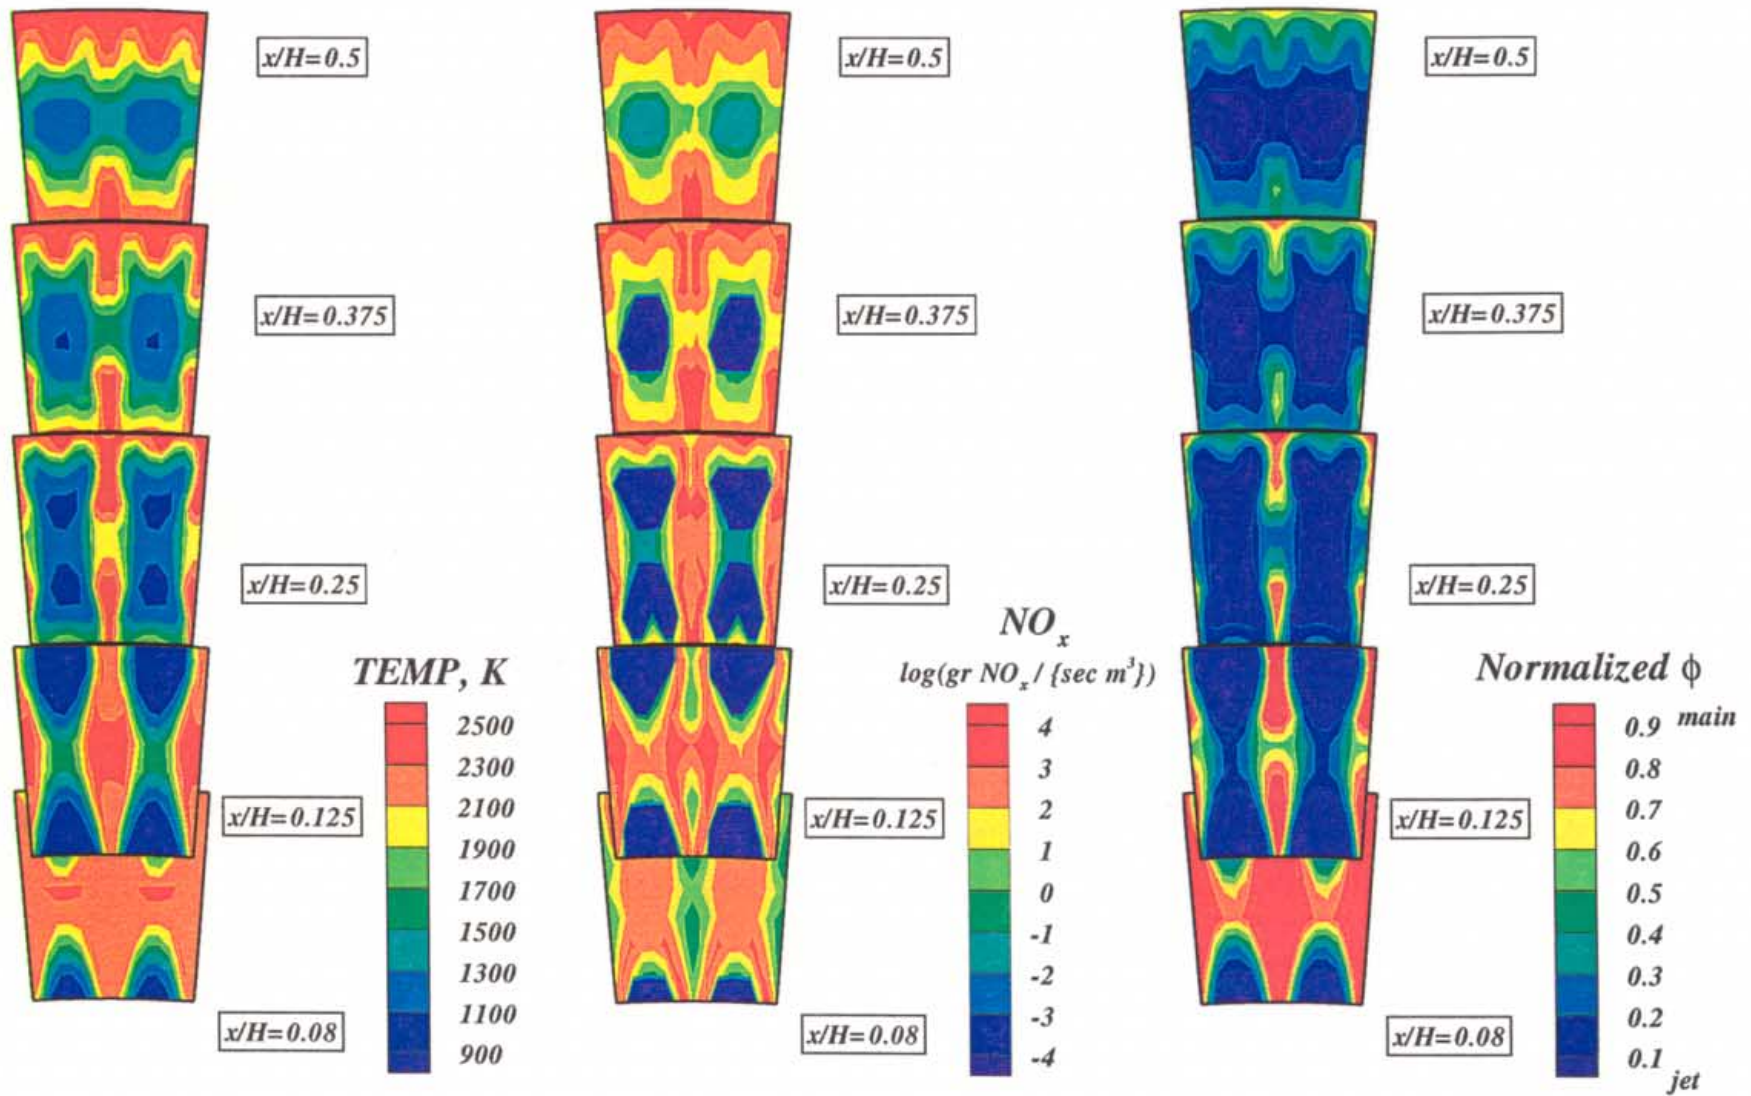 x/H=0.5
x/H=0.375
x/H=0.25
x/H=0.125
x/H=0.08
TEMP, K
2500
2300
2100
1900
1700
1500
1300
1100
900
x/H=0.5
x/H=0.375
x/H=0.25
x/H=0.125
x/H=0.08
NOx
log(gr NOx / {sec m³})
4
3
2
1
0
-1
-2
-3
-4
x/H=0.5
x/H=0.375
x/H=0.25
x/H=0.125
x/H=0.08
Normalized ϕ
0.9 main
0.8
0.7
0.6
0.5
0.4
0.3
0.2
0.1
jet